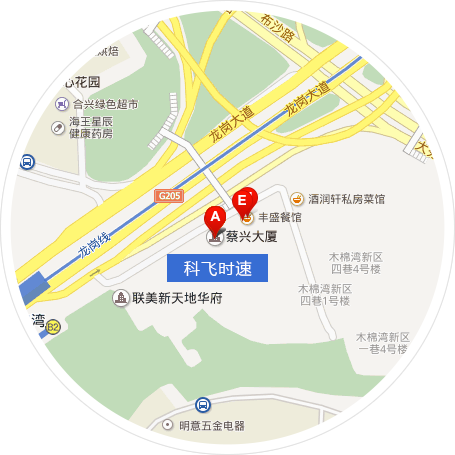 布沙路
烘焙
心花园
合兴绿色超市
海王星辰
健康药房
龙岗大道
龙岗大道
大
G205
酒润轩私房菜馆
E
A
丰盛餐馆
蔡兴大厦
龙岗线
科飞时速
木棉湾新区
四巷4号楼
联美新天地华府
木棉湾新区
四巷1号楼
湾
B2
木棉湾新区
一巷4号楼
明意五金电器